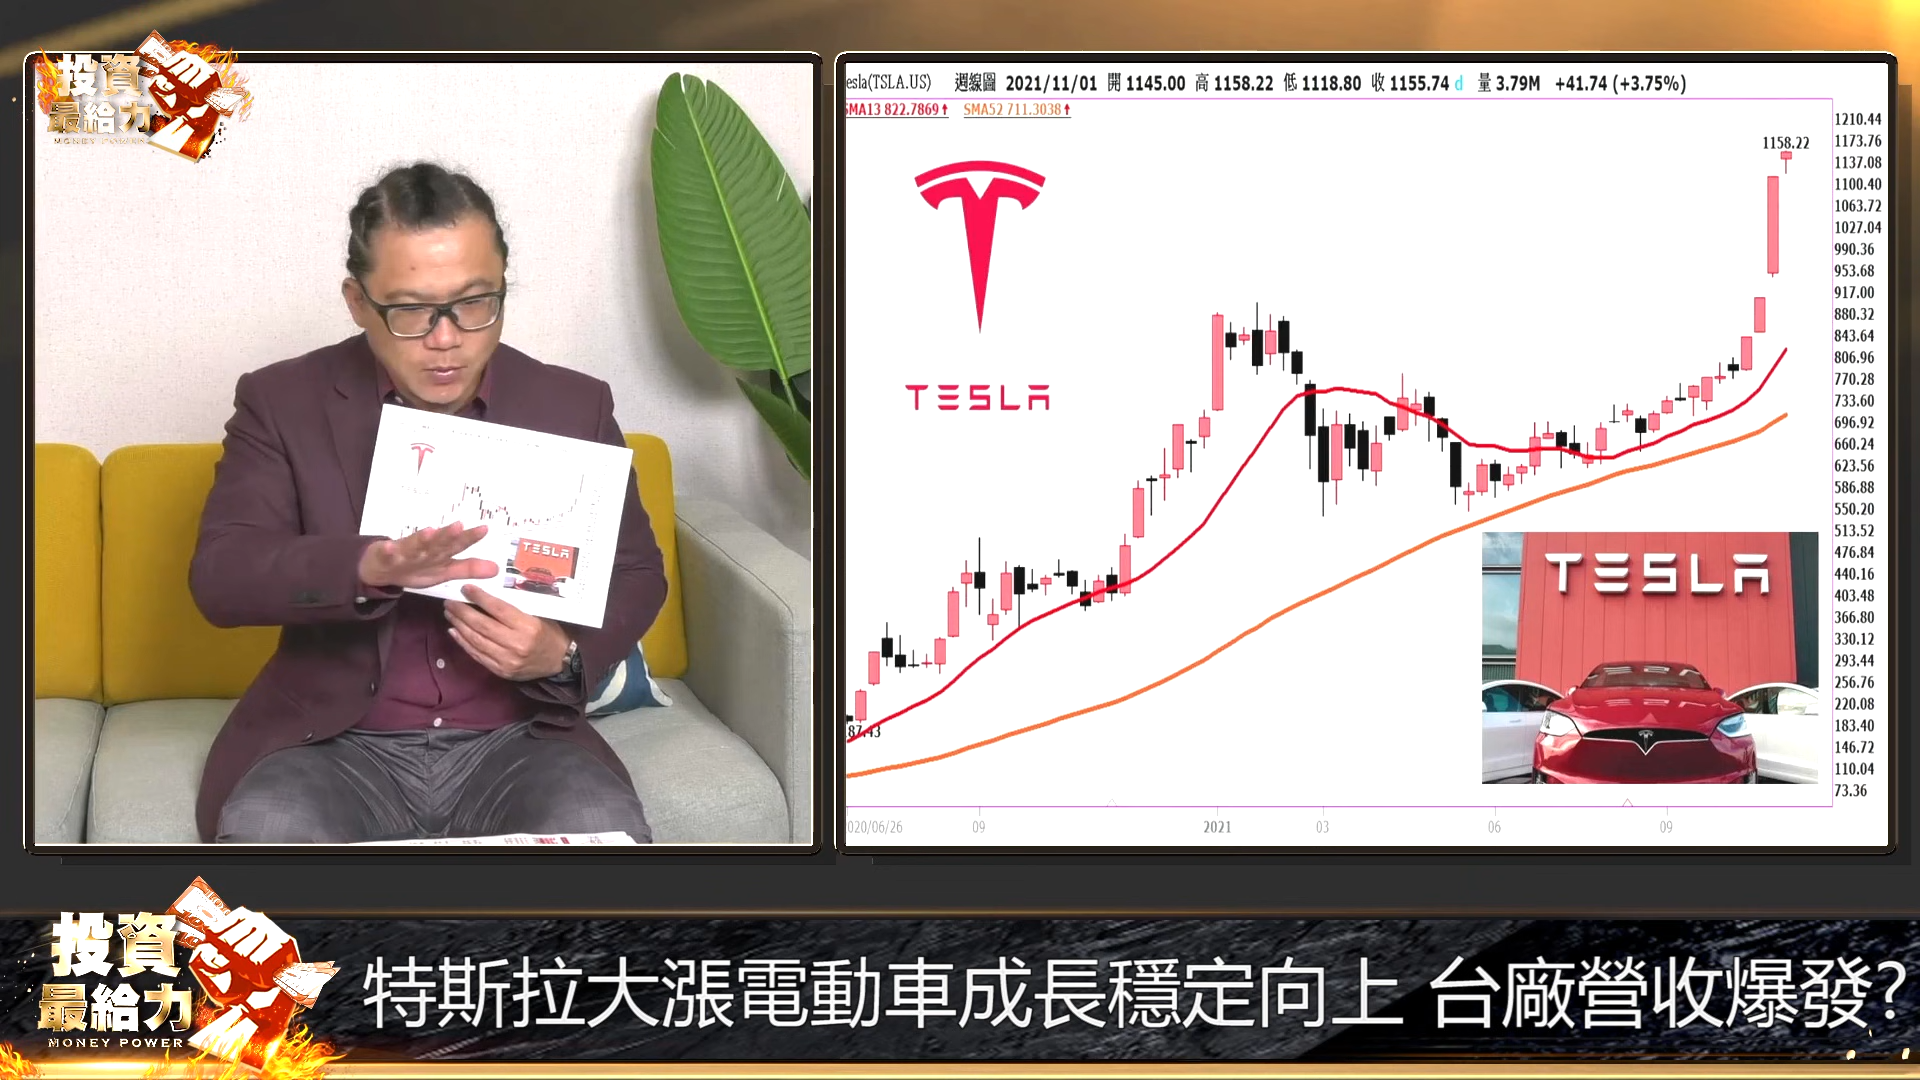 投資
最給力
MONEY POWER
esla(TSLA.US) 週線圖 2021/11/01 開 1145.00 高 1158.22 低 1118.80 收 1155.74 d 量 3.79M +41.74 (+3.75%)
SMA13 822.7869↑ SMA52 711.3038↑
1210.44
1173.76
1158.22
1137.08
1100.40
1063.72
1027.04
990.36
953.68
917.00
880.32
843.64
806.96
770.28
TESLA
733.60
696.92
660.24
623.56
586.88
550.20
513.52
TESLA
TESLA
476.84
440.16
403.48
366.80
330.12
293.44
256.76
220.08
87.43
183.40
146.72
110.04
73.36
020/06/26 09 2021 03 06 09
投資
最給力
MONEY POWER
特斯拉大漲電動車成長穩定向上 台廠營收爆發?